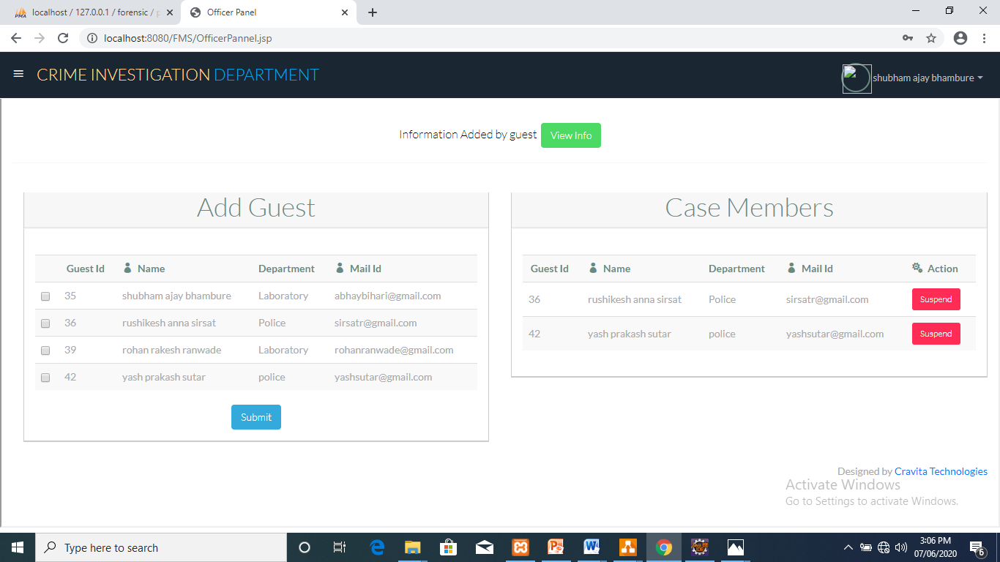 localhost / 127.0.0.1 / forensic /
Officer Panel
localhost:8080/FMS/OfficerPannel.jsp
CRIME INVESTIGATION DEPARTMENT
shubham ajay bhambure
Information Added by guest View Info
Add Guest
Guest Id Name Department Mail Id
35 shubham ajay bhambure Laboratory abhaybihari@gmail.com
36 rushikesh anna sirsat Police sirsatr@gmail.com
39 rohan rakesh ranwade Laboratory rohanranwade@gmail.com
42 yash prakash sutar police yashsutar@gmail.com
Submit
Case Members
Guest Id Name Department Mail Id Action
36 rushikesh anna sirsat Police sirsatr@gmail.com Suspend
42 yash prakash sutar police yashsutar@gmail.com Suspend
Designed by Cravita Technologies
Activate Windows
Go to Settings to activate Windows.
Type here to search
3:06 PM
07/06/2020
6